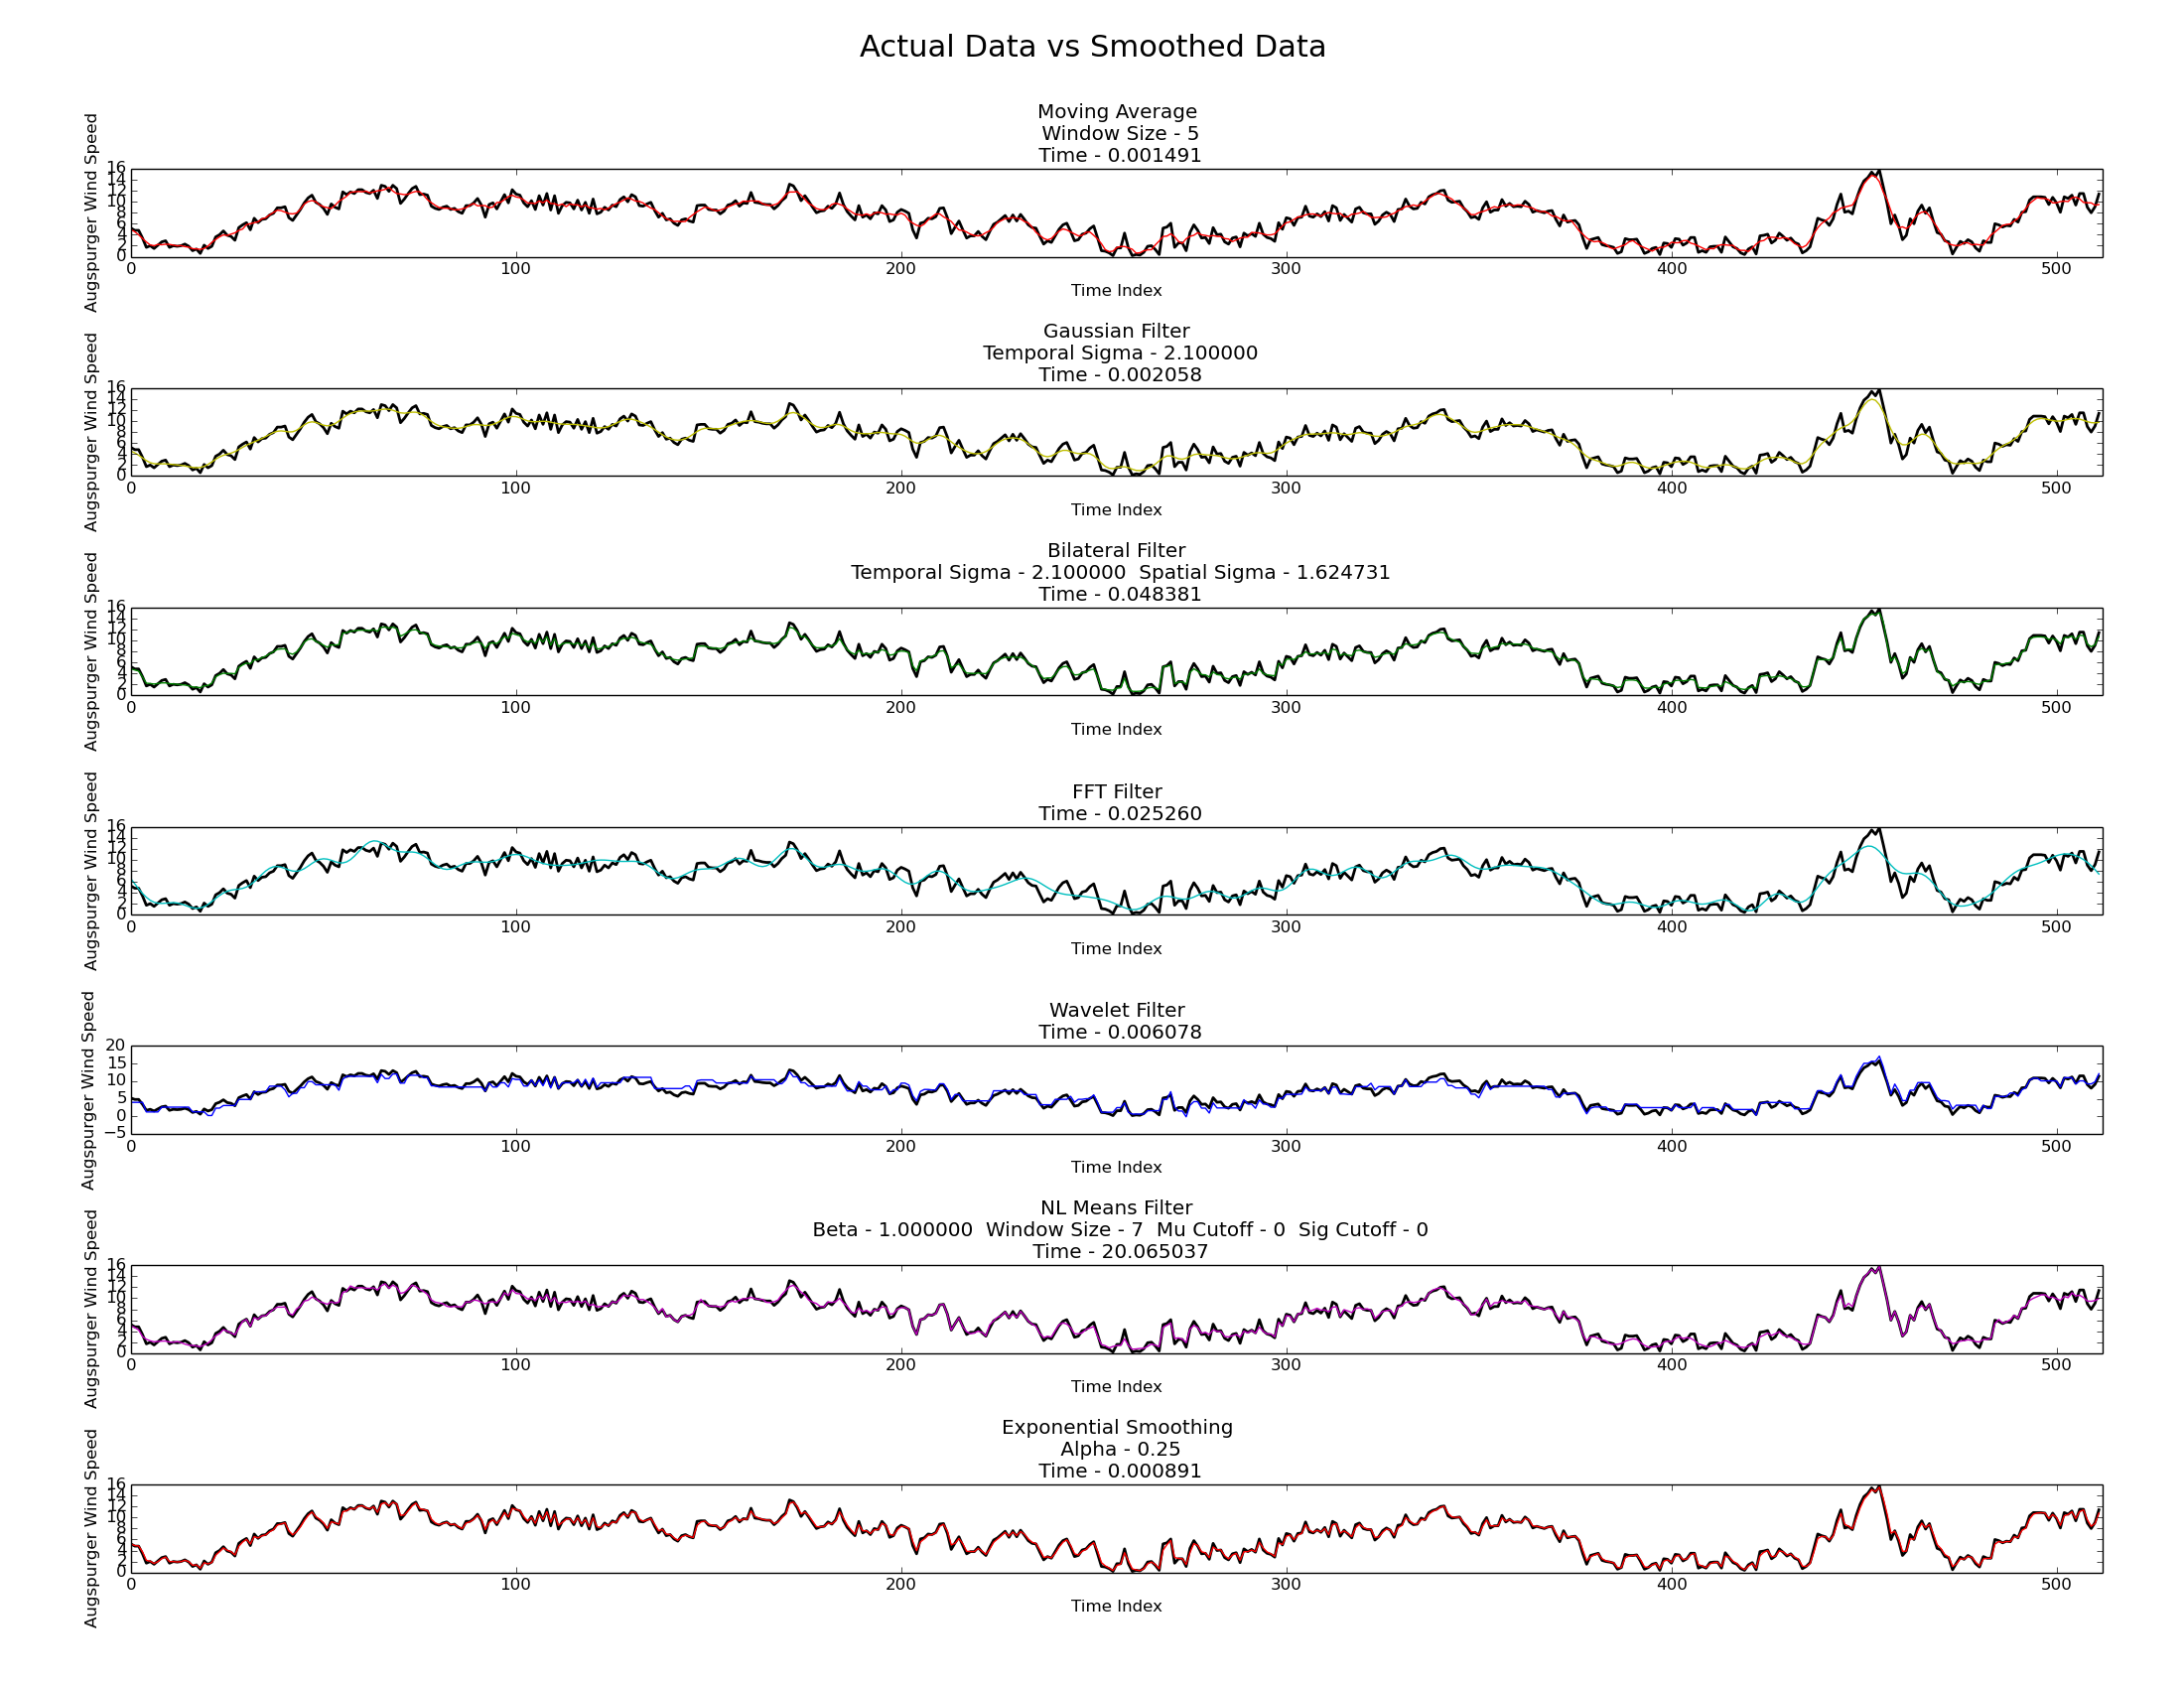 Actual Data vs Smoothed Data
Moving Average
Window Size - 5
Time - 0.001491
Augspurger Wind Speed
16
14
12
10
8
6
4
2
0
0 100 200 300 400 500
Time Index
Gaussian Filter
Temporal Sigma - 2.100000
Time - 0.002058
Augspurger Wind Speed
16
14
12
10
8
6
4
2
0
0 100 200 300 400 500
Time Index
Bilateral Filter
Temporal Sigma - 2.100000  Spatial Sigma - 1.624731
Time - 0.048381
Augspurger Wind Speed
16
14
12
10
8
6
4
2
0
0 100 200 300 400 500
Time Index
FFT Filter
Time - 0.025260
Augspurger Wind Speed
16
14
12
10
8
6
4
2
0
0 100 200 300 400 500
Time Index
Wavelet Filter
Time - 0.006078
Augspurger Wind Speed
20
15
10
5
0
−5
0 100 200 300 400 500
Time Index
NL Means Filter
Beta - 1.000000  Window Size - 7  Mu Cutoff - 0  Sig Cutoff - 0
Time - 20.065037
Augspurger Wind Speed
16
14
12
10
8
6
4
2
0
0 100 200 300 400 500
Time Index
Exponential Smoothing
Alpha - 0.25
Time - 0.000891
Augspurger Wind Speed
16
14
12
10
8
6
4
2
0
0 100 200 300 400 500
Time Index